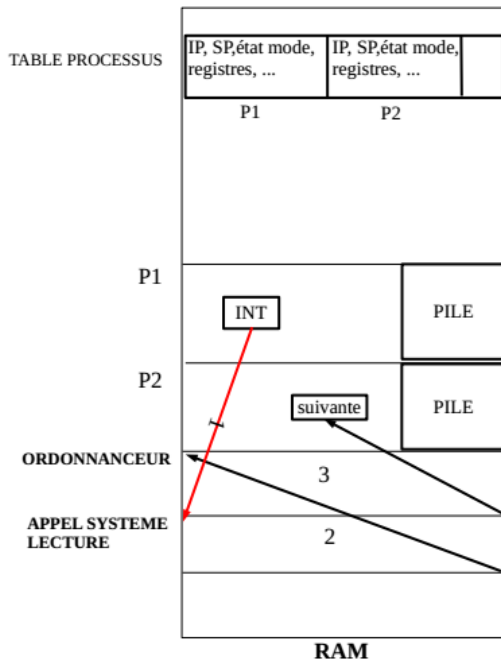 TABLE PROCESSUS
IP, SP,état mode,
registres, ...
IP, SP,état mode,
registres, ...
P1
P2
P1
INT
PILE
P2
suivante
PILE
ORDONNANCEUR
3
1
APPEL SYSTEME
LECTURE
2
RAM